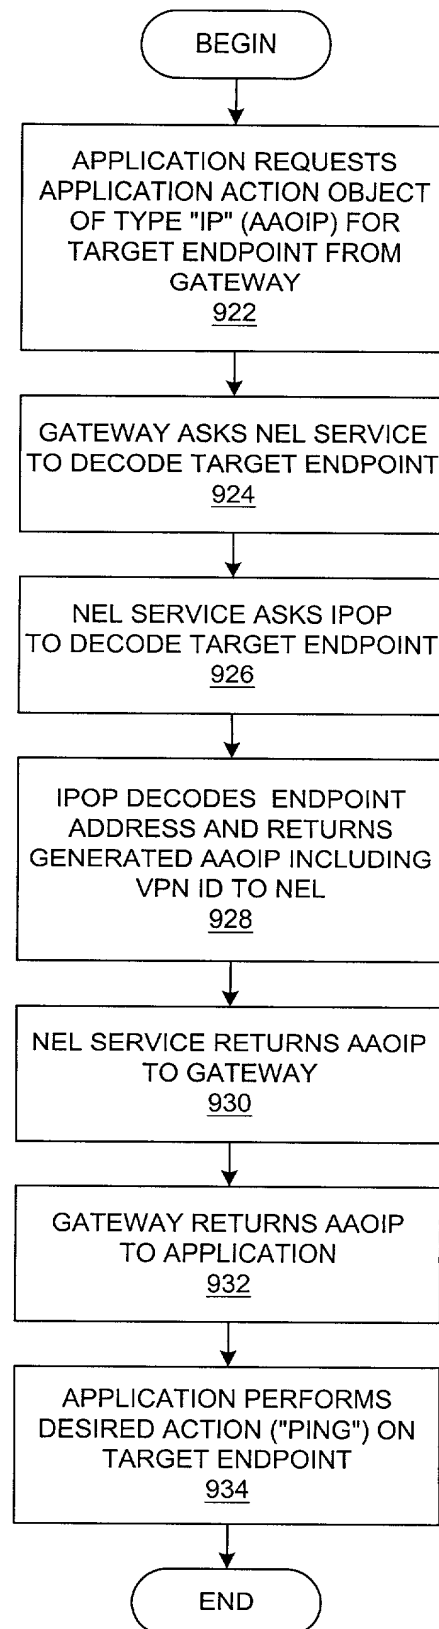 BEGIN
APPLICATION REQUESTS
APPLICATION ACTION OBJECT
OF TYPE "IP" (AAOIP) FOR
TARGET ENDPOINT FROM
GATEWAY
922
GATEWAY ASKS NEL SERVICE
TO DECODE TARGET ENDPOINT
924
NEL SERVICE ASKS IPOP
TO DECODE TARGET ENDPOINT
926
IPOP DECODES ENDPOINT
ADDRESS AND RETURNS
GENERATED AAOIP INCLUDING
VPN ID TO NEL
928
NEL SERVICE RETURNS AAOIP
TO GATEWAY
930
GATEWAY RETURNS AAOIP
TO APPLICATION
932
APPLICATION PERFORMS
DESIRED ACTION ("PING") ON
TARGET ENDPOINT
934
END